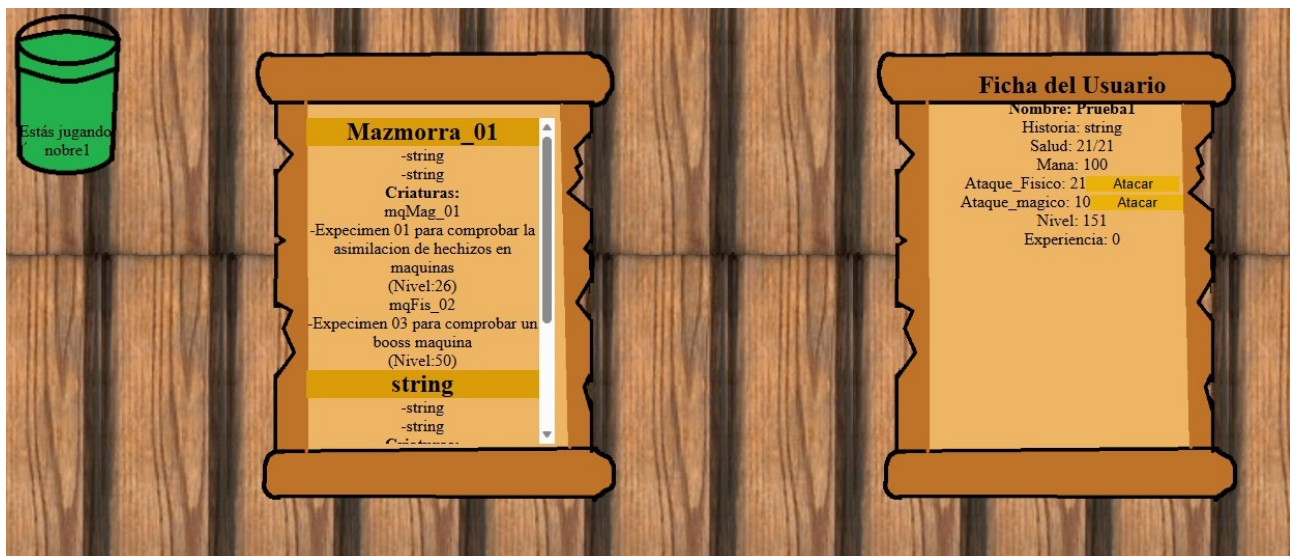 Estás jugando
nobre1
Mazmorra_01
-string
-string
Criaturas:
mqMag_01
-Expecimen 01 para comprobar la
asimilacion de hechizos en
maquinas
(Nivel:26)
mqFis_02
-Expecimen 03 para comprobar un
booss maquina
(Nivel:50)
string
-string
-string
Criaturas:
Ficha del Usuario
Nombre: Prueba1
Historia: string
Salud: 21/21
Mana: 100
Ataque_Fisico: 21 Atacar
Ataque_magico: 10 Atacar
Nivel: 151
Experiencia: 0